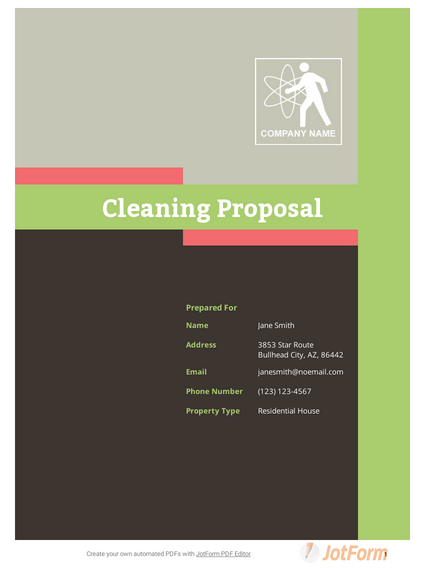 COMPANY NAME
Cleaning Proposal
Prepared For
Name Jane Smith
Address 3853 Star Route
Bullhead City, AZ, 86442
Email janesmith@noemail.com
Phone Number (123) 123-4567
Property Type Residential House
Create your own automated PDFs with JotForm PDF Editor
JotForm
1